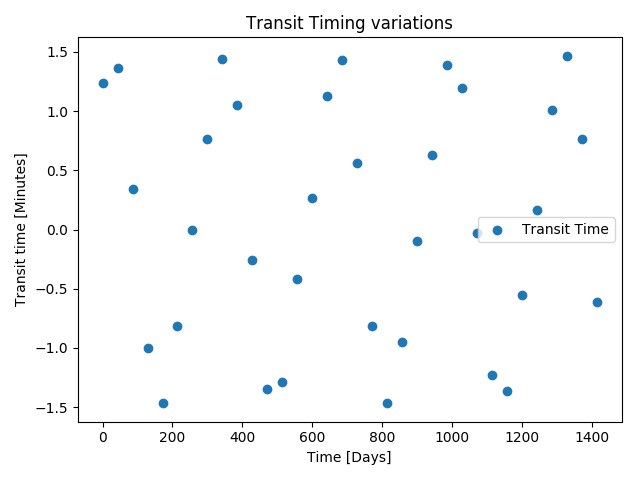 Transit Timing variations
Transit time [Minutes]
1.5
1.0
0.5
0.0
−0.5
−1.0
−1.5
Transit Time
0 200 400 600 800 1000 1200 1400
Time [Days]